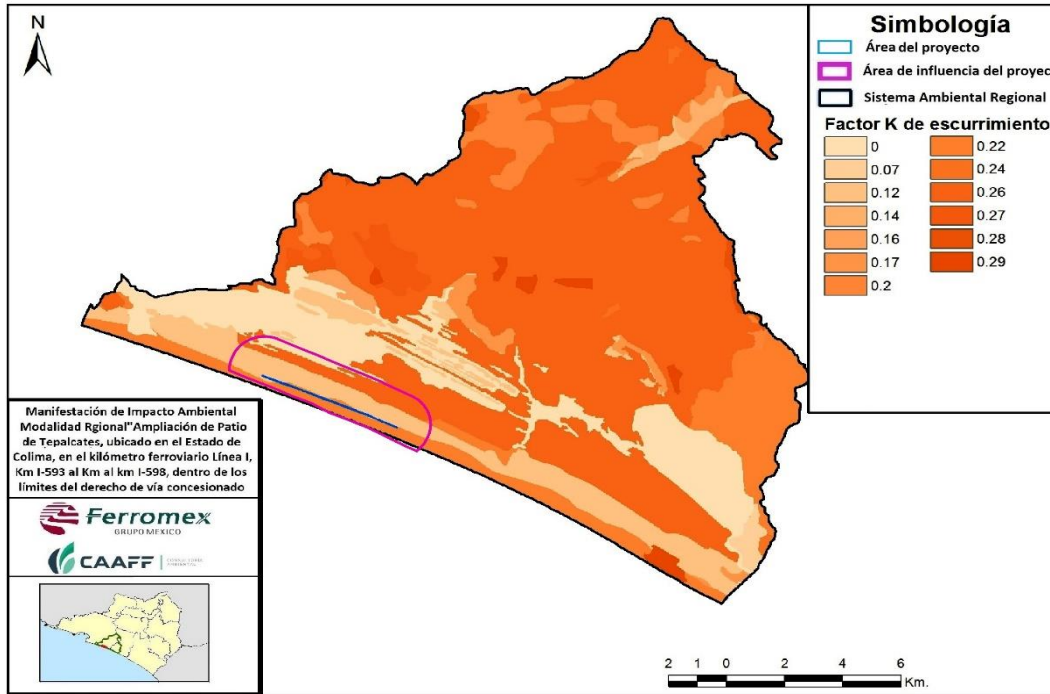 N
Simbología
Área del proyecto
Área de influencia del proyec
Sistema Ambiental Regional
Factor K de escurrimiento
0
0.07
0.12
0.14
0.16
0.17
0.2
0.22
0.24
0.26
0.27
0.28
0.29
Manifestación de Impacto Ambiental
Modalidad Rgional"Ampliación de Patio
de Tepalcates, ubicado en el Estado de
Colima, en el kilómetro ferroviario Línea I,
Km I-593 al Km al km I-598, dentro de los
límites del derecho de vía concesionado
Ferromex
GRUPO MEXICO
CAAFF
2 1 0 2 4 6
Km.